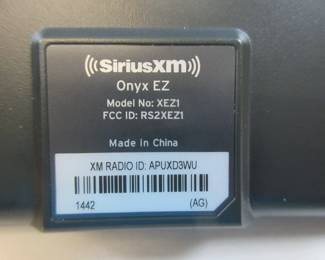 ((SiriusXM))
Onyx EZ
Model No: XEZ1
FCC ID: RS2XEZ1
Made in China
XM RADIO ID: APUXD3WU
1442 (AG)